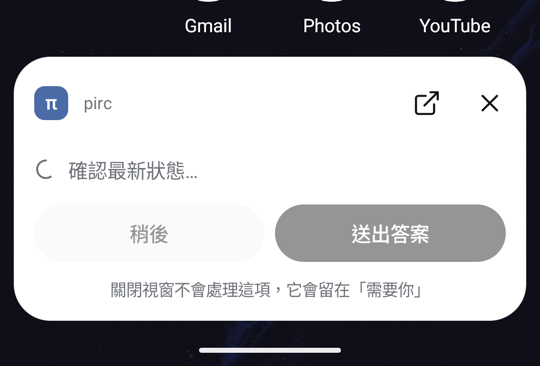 Gmail Photos YouTube
π pirc
確認最新狀態...
稍後 送出答案
關閉視窗不會處理這項，它會留在「需要你」